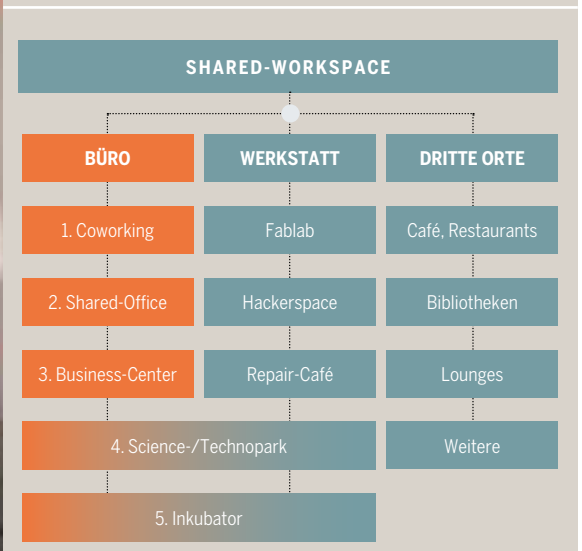 SHARED-WORKSPACE
BÜRO
WERKSTATT
DRITTE ORTE
1. Coworking
Fablab
Café, Restaurants
2. Shared-Office
Hackerspace
Bibliotheken
3. Business-Center
Repair-Café
Lounges
4. Science-/Technopark
Weitere
5. Inkubator